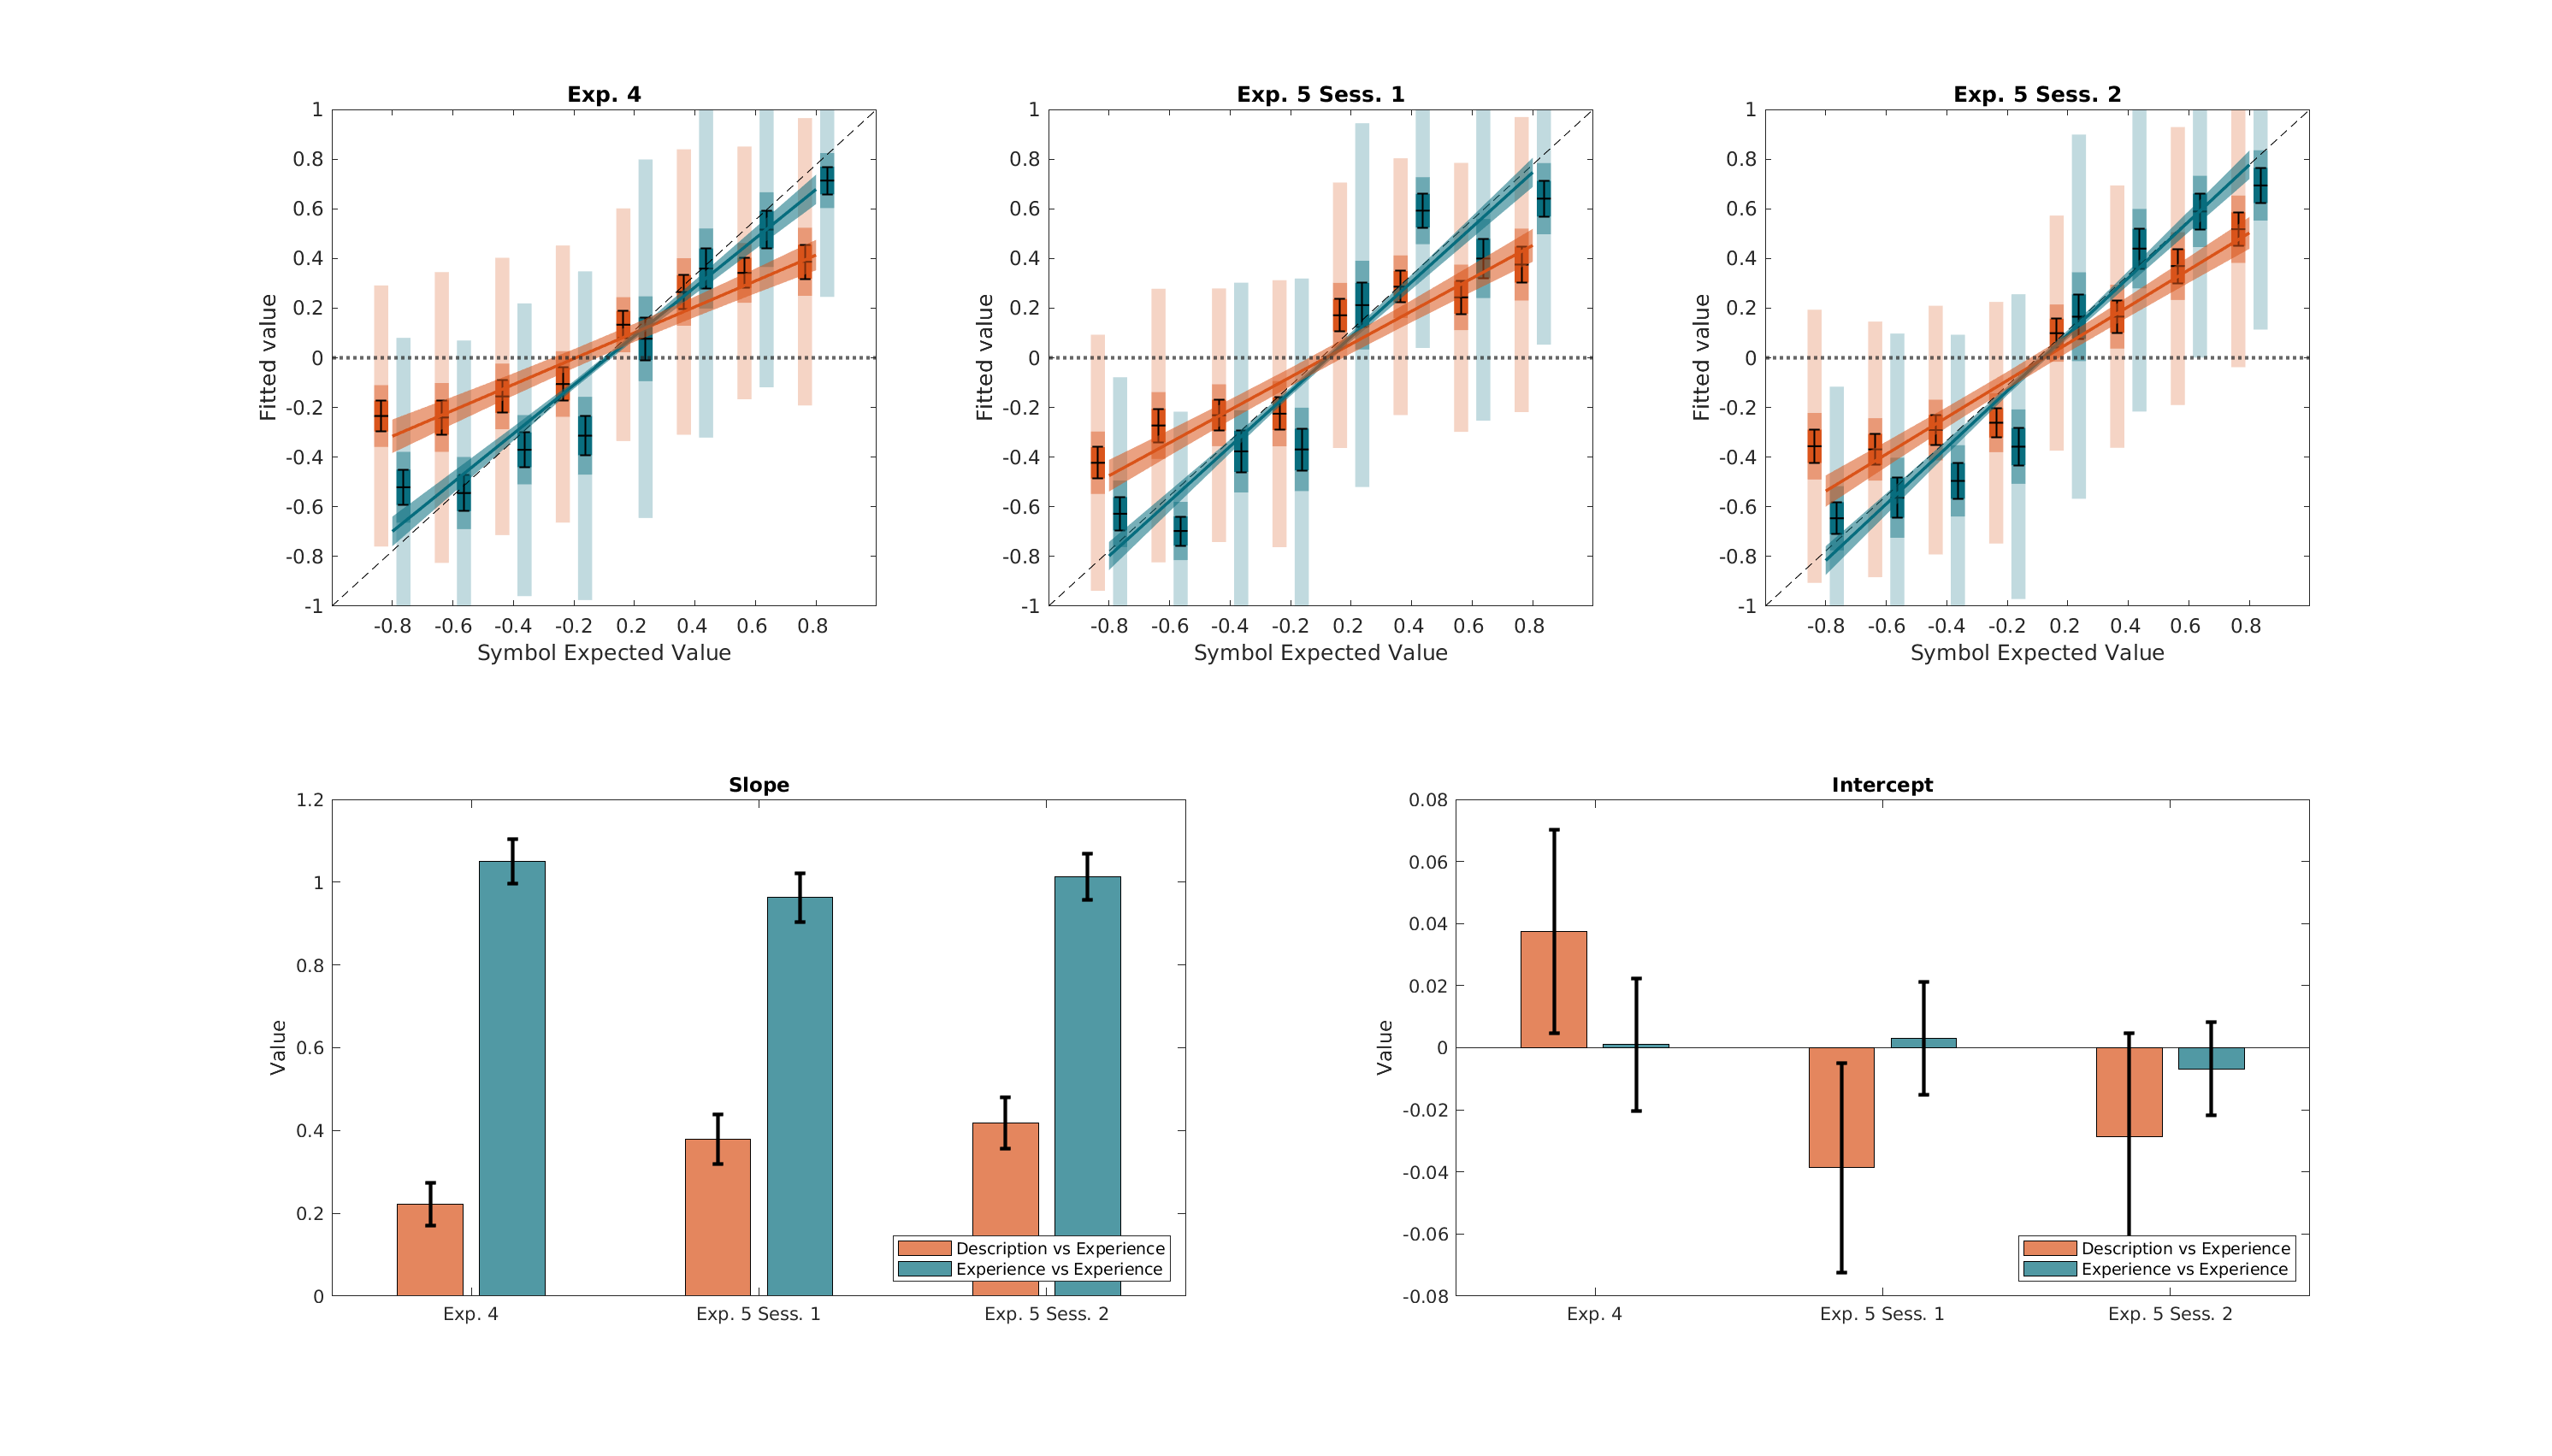 Exp. 4
Fitted value
1
0.8
0.6
0.4
0.2
0
-0.2
-0.4
-0.6
-0.8
-1
-0.8 -0.6 -0.4 -0.2 0.2 0.4 0.6 0.8
Symbol Expected Value
Exp. 5 Sess. 1
Fitted value
1
0.8
0.6
0.4
0.2
0
-0.2
-0.4
-0.6
-0.8
-1
-0.8 -0.6 -0.4 -0.2 0.2 0.4 0.6 0.8
Symbol Expected Value
Exp. 5 Sess. 2
Fitted value
1
0.8
0.6
0.4
0.2
0
-0.2
-0.4
-0.6
-0.8
-1
-0.8 -0.6 -0.4 -0.2 0.2 0.4 0.6 0.8
Symbol Expected Value
Slope
Value
1.2
1
0.8
0.6
0.4
0.2
0
Description vs Experience
Experience vs Experience
Exp. 4 Exp. 5 Sess. 1 Exp. 5 Sess. 2
Intercept
Value
0.08
0.06
0.04
0.02
0
-0.02
-0.04
-0.06
-0.08
Description vs Experience
Experience vs Experience
Exp. 4 Exp. 5 Sess. 1 Exp. 5 Sess. 2